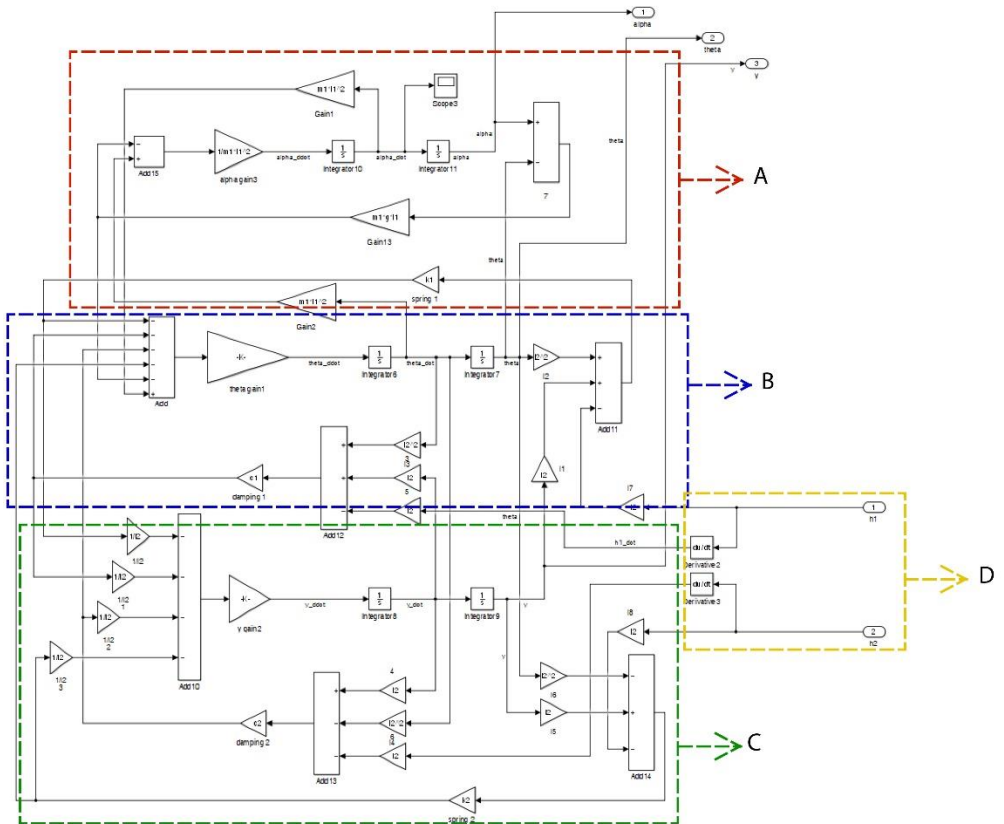 1
alpha
2
theta
3
y
y
m1*l1^2
Gain1
Scope3
alpha
theta
A
Add15
1/m1*l1^2
alpha gain3
alpha_ddot
1
s
Integrator10
alpha_dot
1
s
Integrator11
alpha
7
m1*g*l1
Gain13
theta
k1
spring 1
m1*l1^2
Gain2
Add
-K-
theta gain1
theta_ddot
1
s
Integrator6
theta_dot
1
s
Integrator7
theta
l2^2
l2
Add11
B
l2^2
l2
5
l2
theta
c1
damping 1
Add12
l2
l1
l7
l2
1
h1
h1_dot
du/dt
Derivative2
du/dt
Derivative3
D
1/l2
1/l2
1/l2
1
1/l2
1/l2
2
1/l2
1/l2
3
Add10
-K-
y gain2
y_ddot
1
s
Integrator8
y_dot
1
s
Integrator9
y
y
l8
l2
2
h2
4
l2
l2^2
l2
c2
damping 2
Add13
l2^2
l6
l2
l5
Add14
C
k2
spring 2